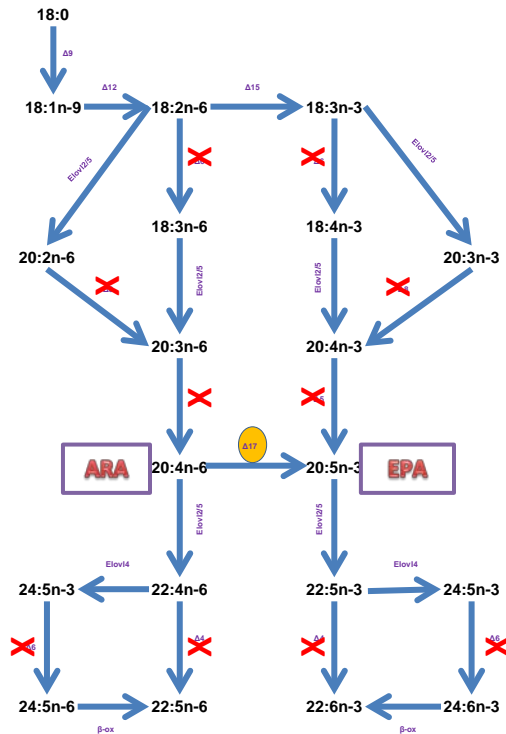 18:0
Δ9
Δ12
Δ15
18:1n-9
18:2n-6
18:3n-3
Elovl2/5
Elovl2/5
18:3n-6
18:4n-3
20:2n-6
20:3n-3
Elovl2/5
Elovl2/5
20:3n-6
20:4n-3
Δ17
ARA
20:4n-6
20:5n-3
EPA
Elovl2/5
Elovl2/5
Elovl4
Elovl4
24:5n-3
22:4n-6
22:5n-3
24:5n-3
Δ6
Δ4
Δ4
Δ6
24:5n-6
22:5n-6
22:6n-3
24:6n-3
β-ox
β-ox